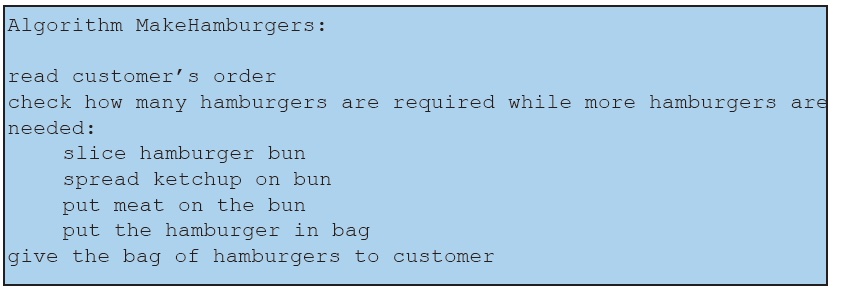 Algorithm MakeHamburgers:
read customer’s order
check how many hamburgers are required while more hamburgers are
needed:
slice hamburger bun
spread ketchup on bun
put meat on the bun
put the hamburger in bag
give the bag of hamburgers to customer